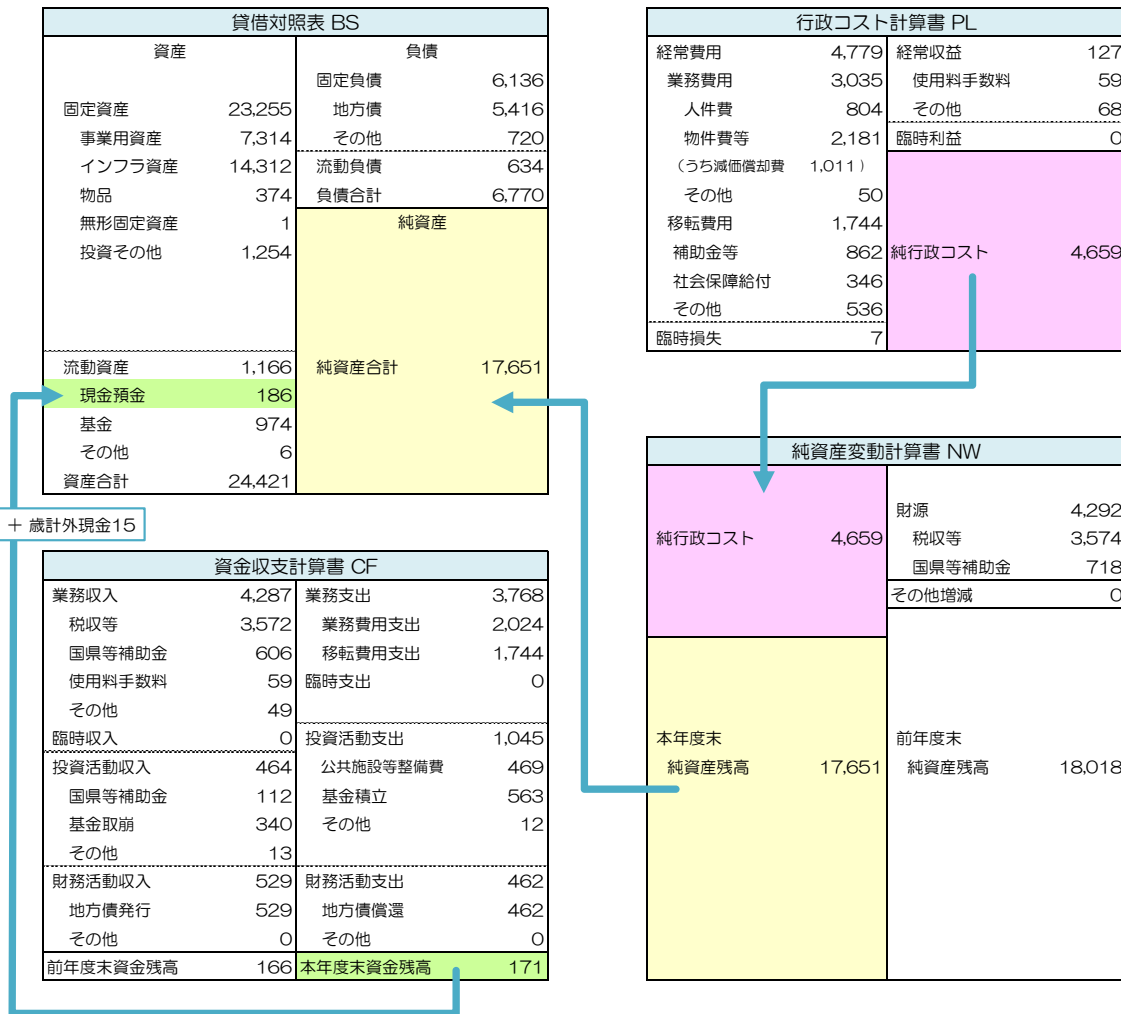 貸借対照表 BS
資産 負債
固定負債 6,136
固定資産 23,255 地方債 5,416
事業用資産 7,314 その他 720
インフラ資産 14,312 流動負債 634
物品 374 負債合計 6,770
無形固定資産 1 純資産
投資その他 1,254
流動資産 1,166 純資産合計 17,651
現金預金 186
基金 974
その他 6
資産合計 24,421
＋ 歳計外現金15
行政コスト計算書 PL
経常費用 4,779 経常収益 127
業務費用 3,035 使用料手数料 59
人件費 804 その他 68
物件費等 2,181 臨時利益 0
（うち減価償却費 1,011 ）
その他 50
移転費用 1,744
補助金等 862 純行政コスト 4,659
社会保障給付 346
その他 536
臨時損失 7
資金収支計算書 CF
業務収入 4,287 業務支出 3,768
税収等 3,572 業務費用支出 2,024
国県等補助金 606 移転費用支出 1,744
使用料手数料 59 臨時支出 0
その他 49
臨時収入 0 投資活動支出 1,045
投資活動収入 464 公共施設等整備費 469
国県等補助金 112 基金積立 563
基金取崩 340 その他 12
その他 13
財務活動収入 529 財務活動支出 462
地方債発行 529 地方債償還 462
その他 0 その他 0
前年度末資金残高 166 本年度末資金残高 171
純資産変動計算書 NW
財源 4,292
純行政コスト 4,659 税収等 3,574
国県等補助金 718
その他増減 0
本年度末 前年度末
純資産残高 17,651 純資産残高 18,018